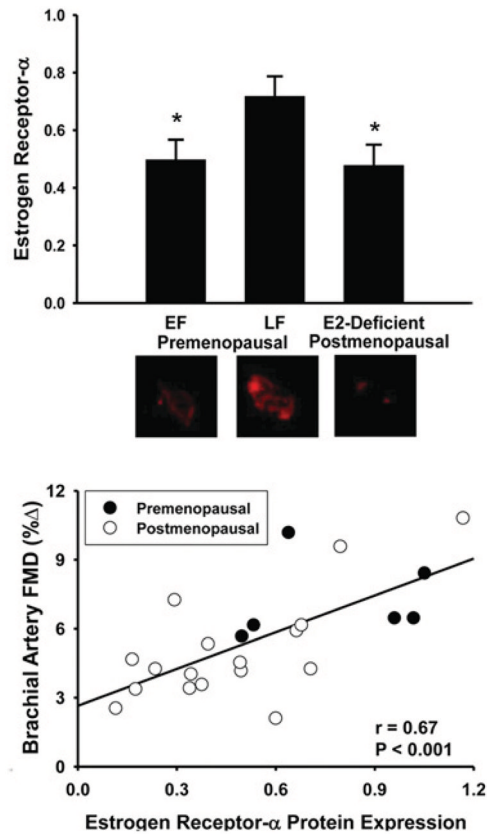 Estrogen Receptor-α
1.0
0.8
0.6
0.4
0.2
0.0
* *
EF LF E2-Deficient
Premenopausal Postmenopausal
Brachial Artery FMD (%Δ)
12
9
6
3
0
Premenopausal
Postmenopausal
r = 0.67
P < 0.001
0.0 0.3 0.6 0.9 1.2
Estrogen Receptor-α Protein Expression